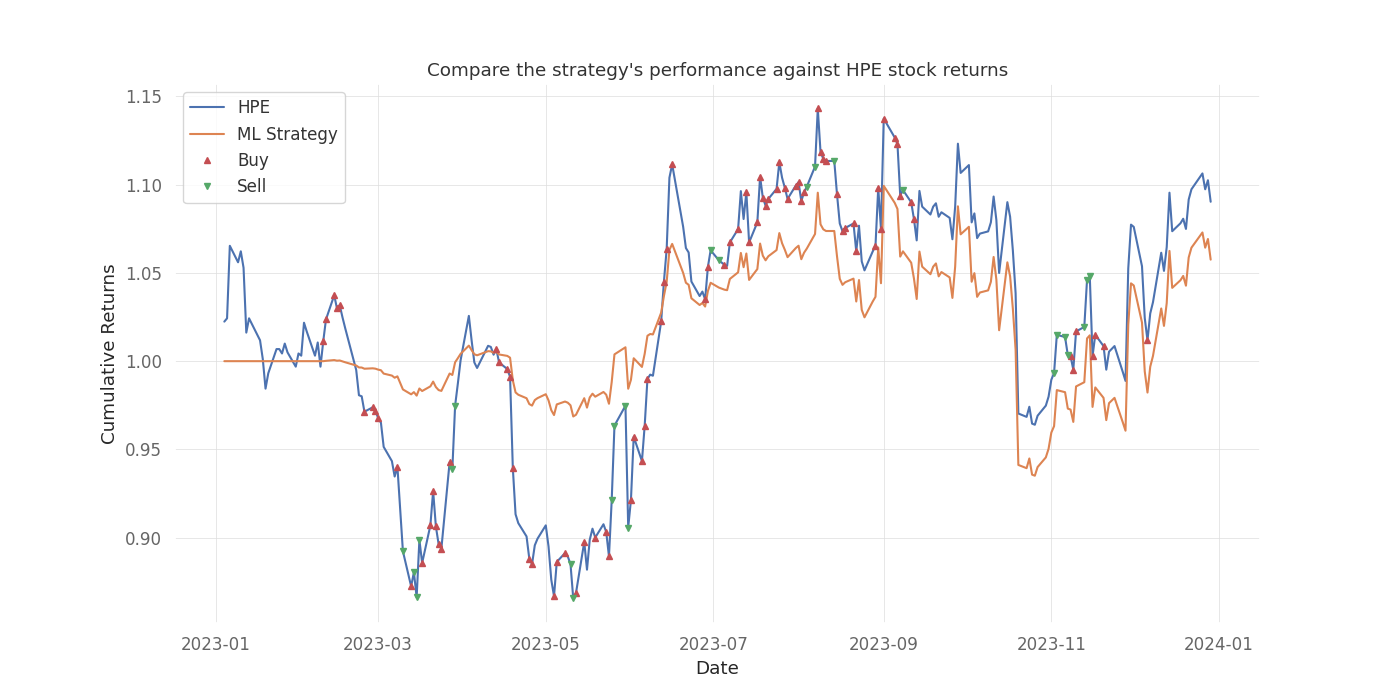 Compare the strategy's performance against HPE stock returns
HPE
ML Strategy
Buy
Sell
Cumulative Returns
1.15
1.10
1.05
1.00
0.95
0.90
2023-01
2023-03
2023-05
2023-07
2023-09
2023-11
2024-01
Date